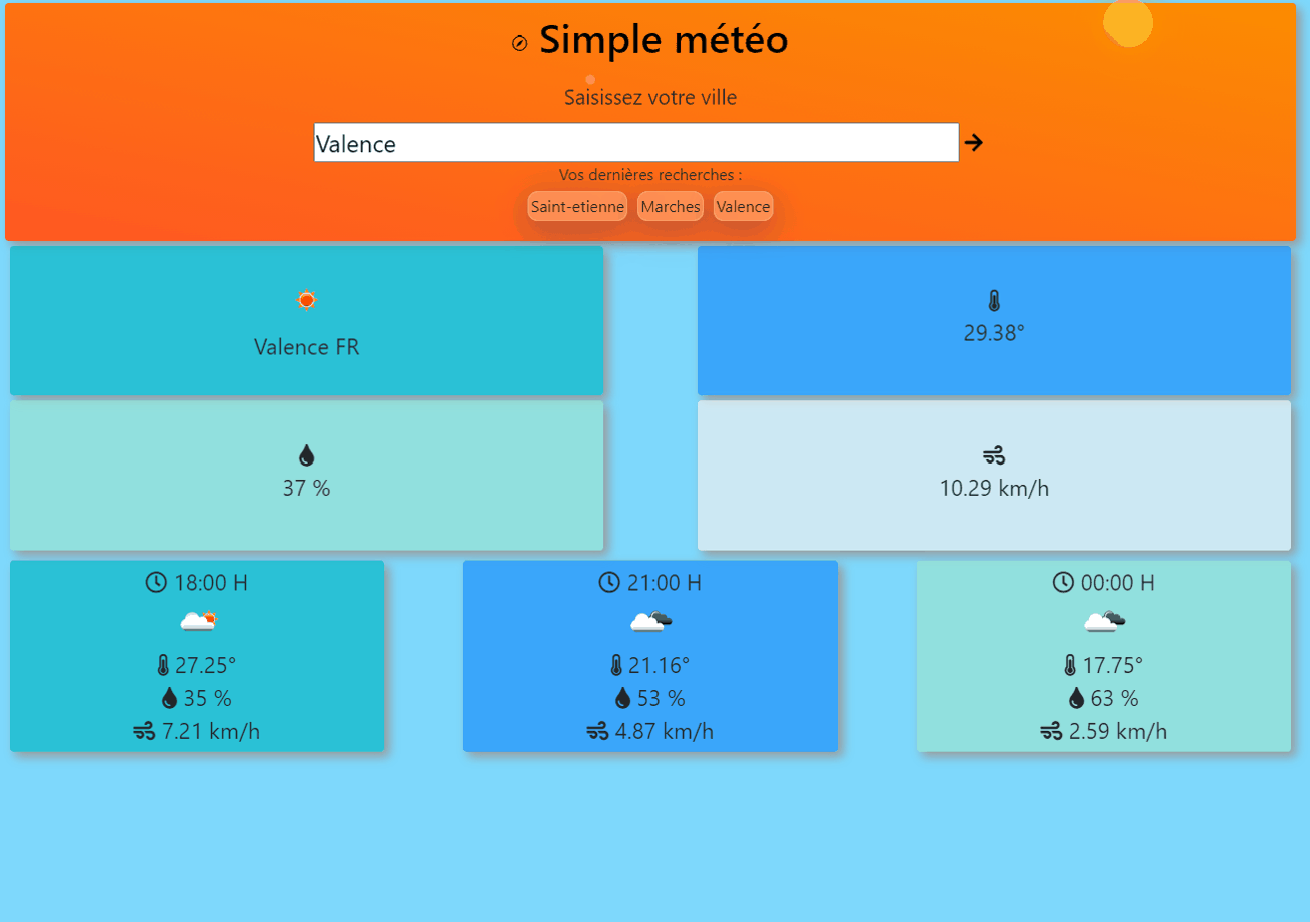 Simple météo
Saisissez votre ville
Valence
Vos dernières recherches :
Saint-etienne Marches Valence
Valence FR
29.38°
37 %
10.29 km/h
18:00 H
27.25°
35 %
7.21 km/h
21:00 H
21.16°
53 %
4.87 km/h
00:00 H
17.75°
63 %
2.59 km/h